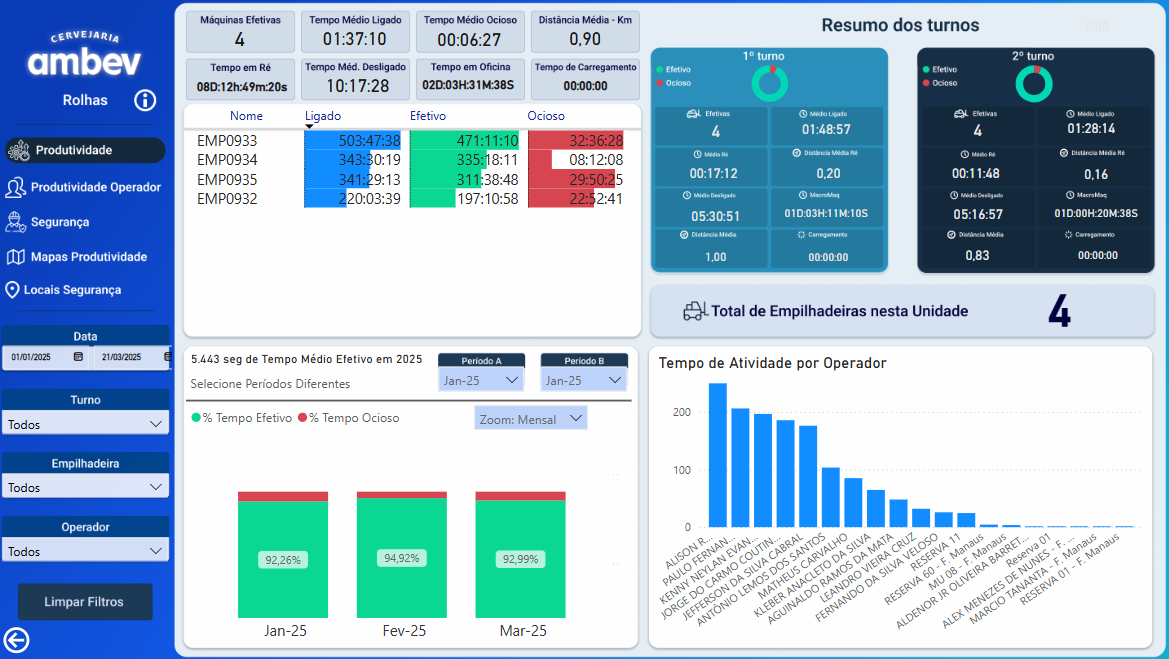 CERVEJARIA
ambev
Rolhas
Produtividade
Produtividade Operador
Segurança
Mapas Produtividade
Locais Segurança
Data
01/01/2025
21/03/2025
Turno
Todos
Empilhadeira
Todos
Operador
Todos
Limpar Filtros
Máquinas Efetivas
4
Tempo Médio Ligado
01:37:10
Tempo Médio Ocioso
00:06:27
Distância Média - Km
0,90
Tempo em Ré
08D:12h:49m:20s
Tempo Méd. Desligado
10:17:28
Tempo em Oficina
02D:03H:31M:38S
Tempo de Carregamento
00:00:00
Nome Ligado Efetivo Ocioso
EMP0933 503:47:38 471:11:10 32:36:28
EMP0934 343:30:19 335:18:11 08:12:08
EMP0935 341:29:13 311:38:48 29:50:25
EMP0932 220:03:39 197:10:58 22:52:41
5.443 seg de Tempo Médio Efetivo em 2025
Selecione Períodos Diferentes
Período A
Jan-25
Período B
Jan-25
% Tempo Efetivo % Tempo Ocioso
Zoom: Mensal
92,26%
94,92%
92,99%
Jan-25
Fev-25
Mar-25
Resumo dos turnos
0,00
1º turno
Efetivo
Ocioso
Efetivas
4
Médio Ligado
01:48:57
Médio Ré
00:17:12
Distância Média Ré
0,20
Médio Desligado
05:30:51
MacroMaq
01D:03H:11M:10S
Distância Média
1,00
Carregamento
00:00:00
2º turno
Efetivo
Ocioso
Efetivas
4
Médio Ligado
01:28:14
Médio Ré
00:11:48
Distância Média Ré
0,16
Médio Desligado
05:16:57
MacroMaq
01D:00H:20M:38S
Distância Média
0,83
Carregamento
00:00:00
Total de Empilhadeiras nesta Unidade
4
Tempo de Atividade por Operador
200
100
0
ALISON R...
PAULO FERNAN...
KENNY NEYLAN EVAN...
JORGE DO CARMO COUTIN...
JEFFERSON DA SILVA CABRAL
ANTÔNIO LEMOS DOS SANTOS
MATHEUS CARVALHO
KLEBER ANACLETO DA SILVA
AGUINALDO RAMOS DA MATA
LEANDRO VIEIRA CRUZ
FERNANDO DA SILVA VELOSO
RESERVA 11
RESERVA 60 - F. Manaus
MU 08 - F. Manaus
ALDENOR JR OLIVEIRA BARRET...
Reserva 01
ALEX MENEZES DE NUNES - F. ...
MARCIO TANANTA - F. Manaus
RESERVA 01 - F. Manaus